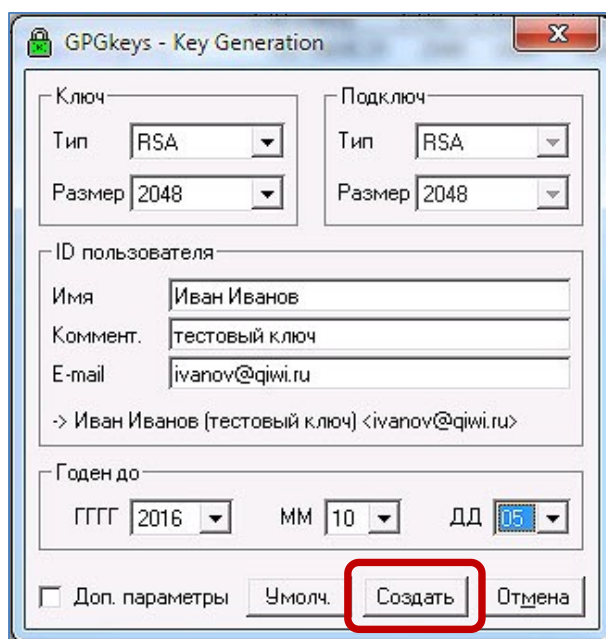 GPGkeys - Key Generation
Ключ
Тип RSA
Размер 2048
Подключ
Тип RSA
Размер 2048
ID пользователя
Имя Иван Иванов
Коммент. тестовый ключ
E-mail ivanov@qiwi.ru
-> Иван Иванов (тестовый ключ) <ivanov@qiwi.ru>
Годен до
ГГГГ 2016 ММ 10 ДД 05
Доп. параметры Умолч. Создать Отмена